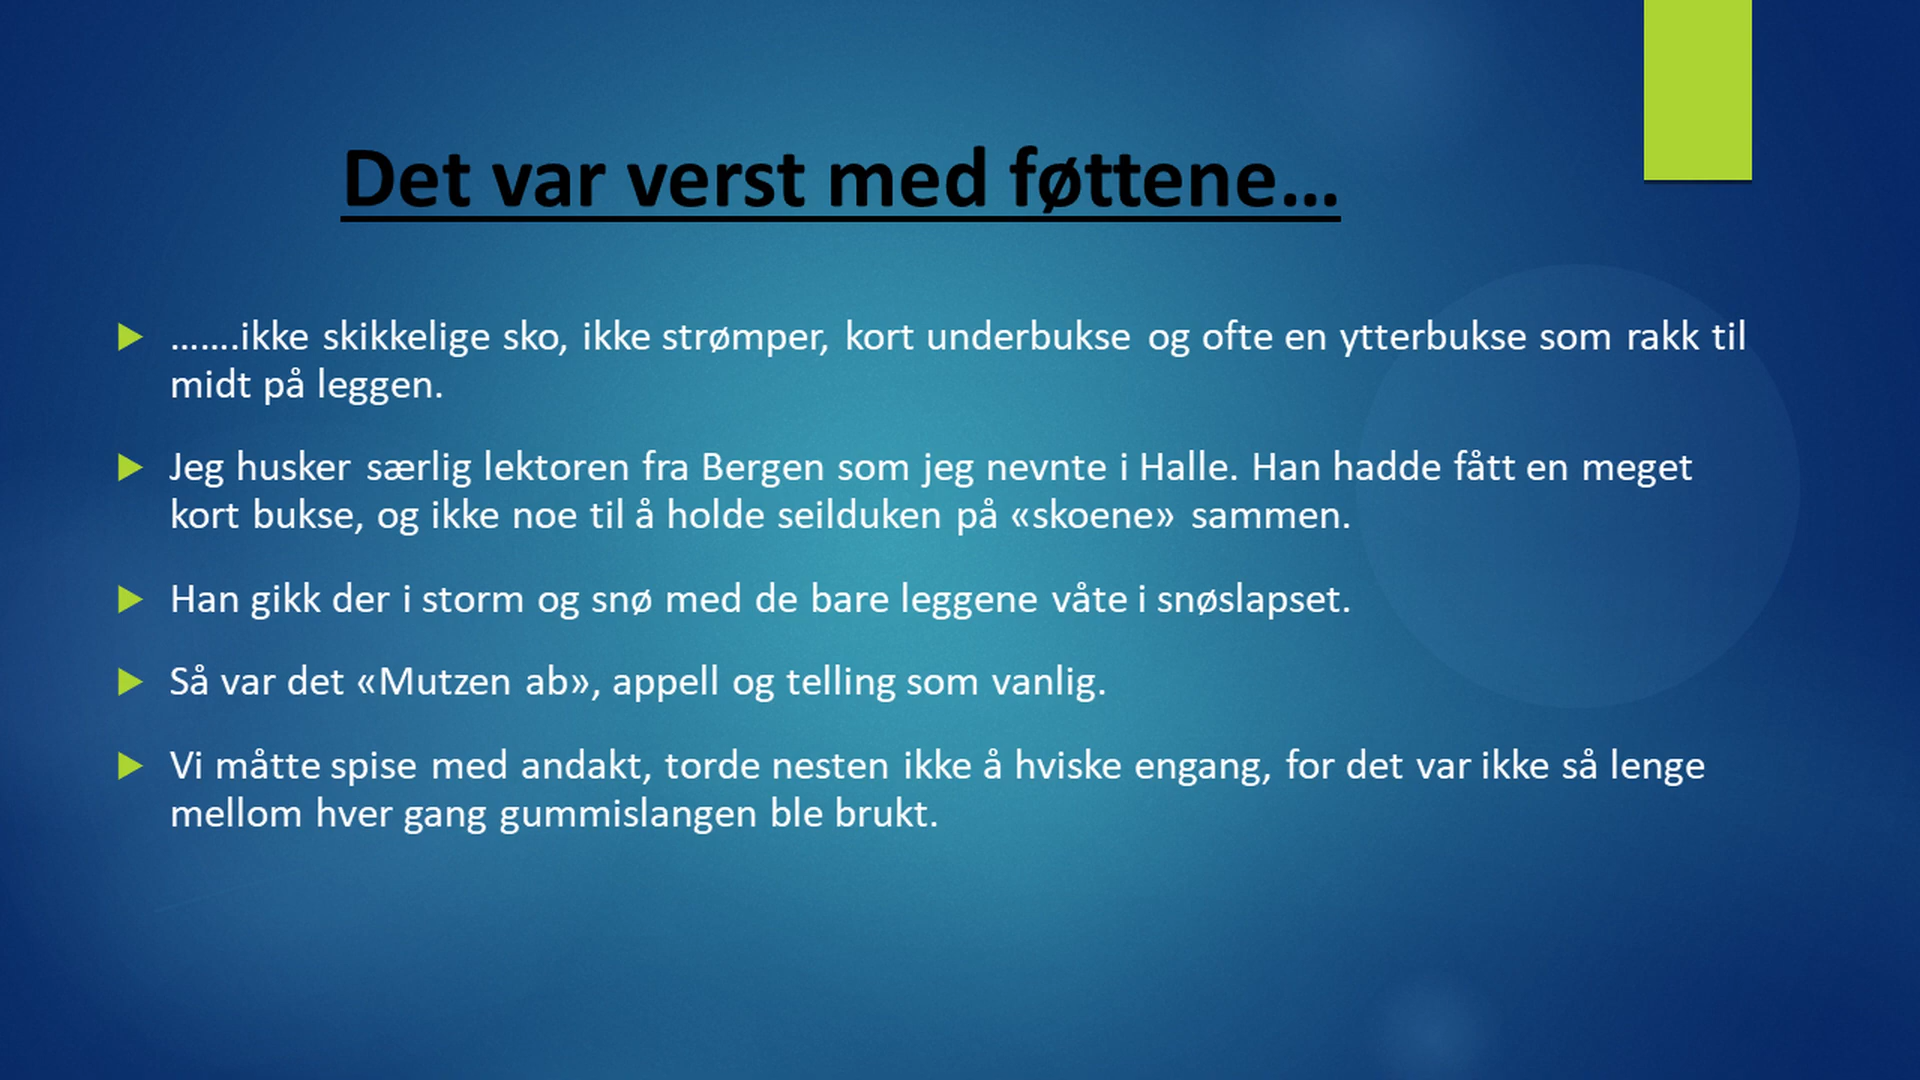 Det var verst med føttene…
…….ikke skikkelige sko, ikke strømper, kort underbukse og ofte en ytterbukse som rakk til
midt på leggen.
Jeg husker særlig lektoren fra Bergen som jeg nevnte i Halle. Han hadde fått en meget
kort bukse, og ikke noe til å holde seilduken på «skoene» sammen.
Han gikk der i storm og snø med de bare leggene våte i snøslapset.
Så var det «Mutzen ab», appell og telling som vanlig.
Vi måtte spise med andakt, torde nesten ikke å hviske engang, for det var ikke så lenge
mellom hver gang gummislangen ble brukt.